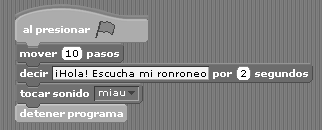 al presionar
mover 10 pasos
decir ¡Hola! Escucha mi ronroneo por 2 segundos
tocar sonido miau
detener programa